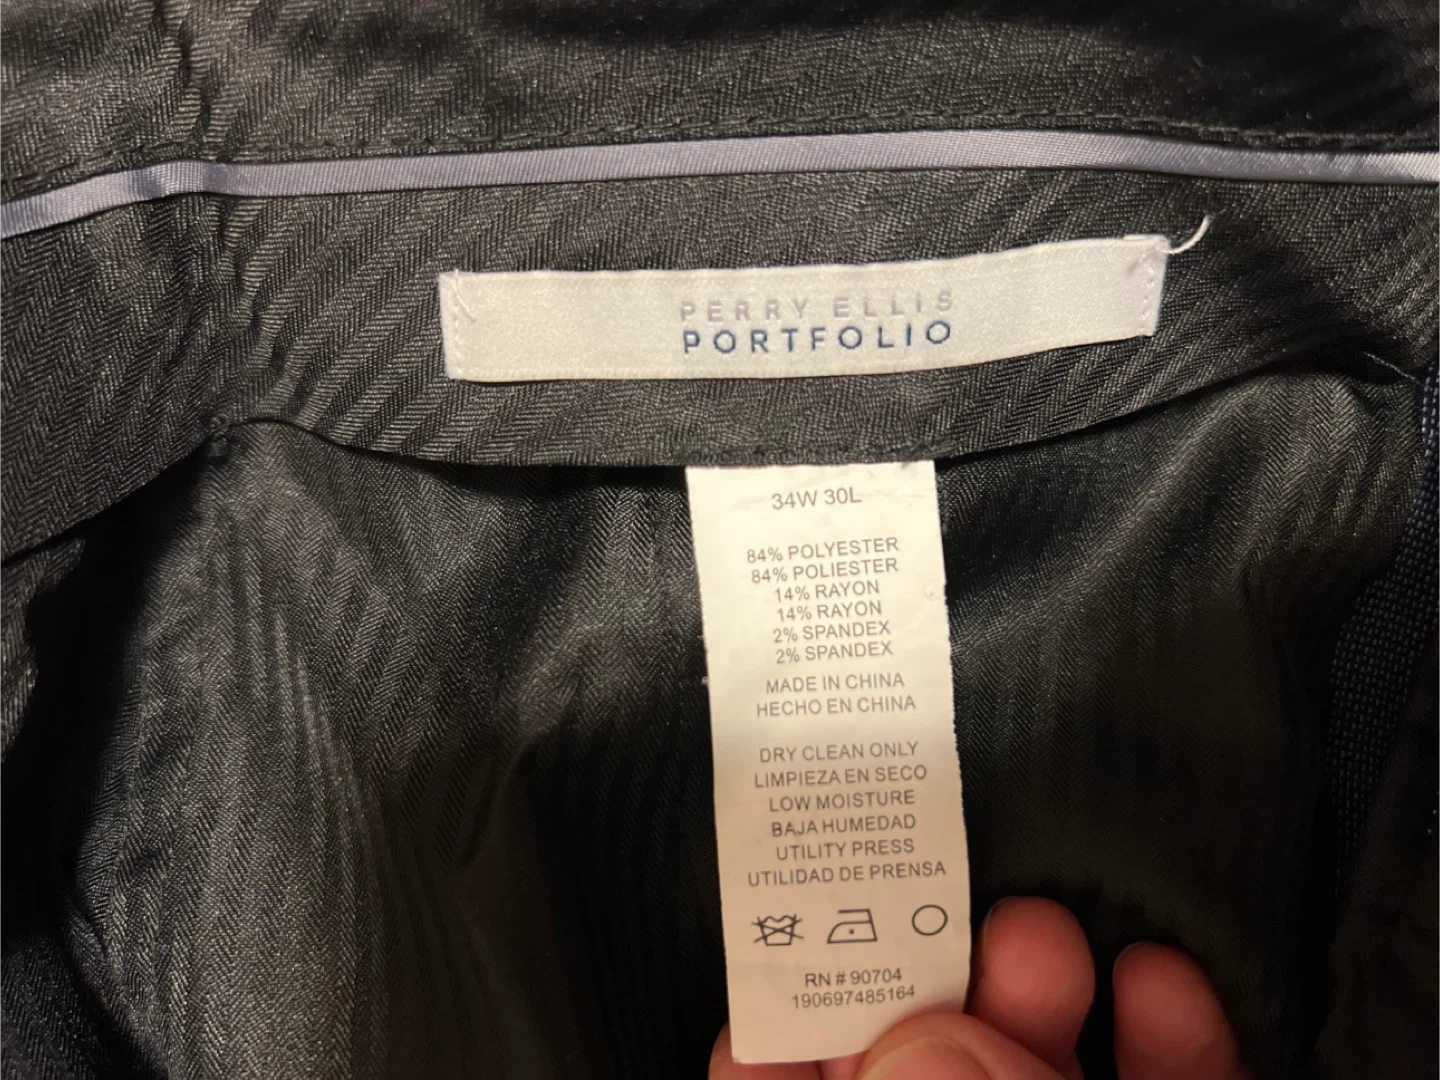 PERRY ELLIS
PORTFOLIO
34W 30L
84% POLYESTER
84% POLIESTER
14% RAYON
14% RAYON
2% SPANDEX
2% SPANDEX
MADE IN CHINA
HECHO EN CHINA
DRY CLEAN ONLY
LIMPIEZA EN SECO
LOW MOISTURE
BAJA HUMEDAD
UTILITY PRESS
UTILIDAD DE PRENSA
RN # 90704
190697485164